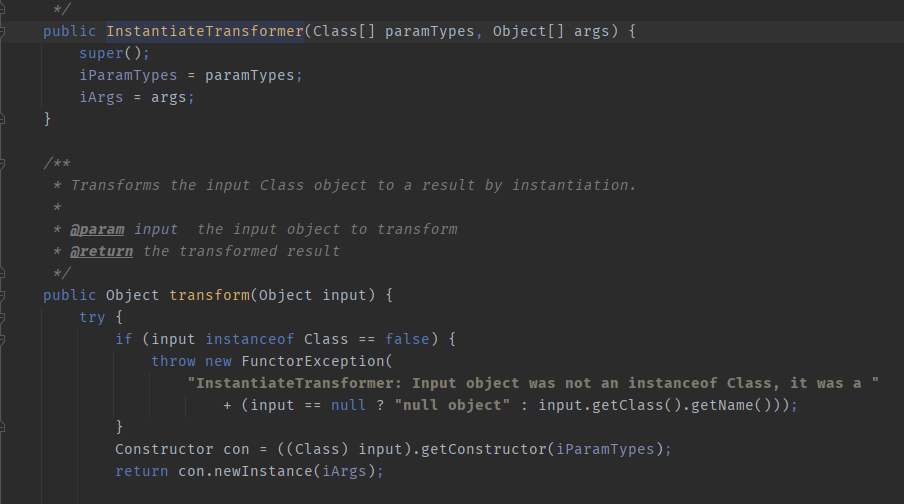 */
public InstantiateTransformer(Class[] paramTypes, Object[] args) {
super();
iParamTypes = paramTypes;
iArgs = args;
}
/**
* Transforms the input Class object to a result by instantiation.
*
* @param input  the input object to transform
* @return the transformed result
*/
public Object transform(Object input) {
try {
if (input instanceof Class == false) {
throw new FunctorException(
"InstantiateTransformer: Input object was not an instanceof Class, it was a "
+ (input == null ? "null object" : input.getClass().getName()));
}
Constructor con = ((Class) input).getConstructor(iParamTypes);
return con.newInstance(iArgs);